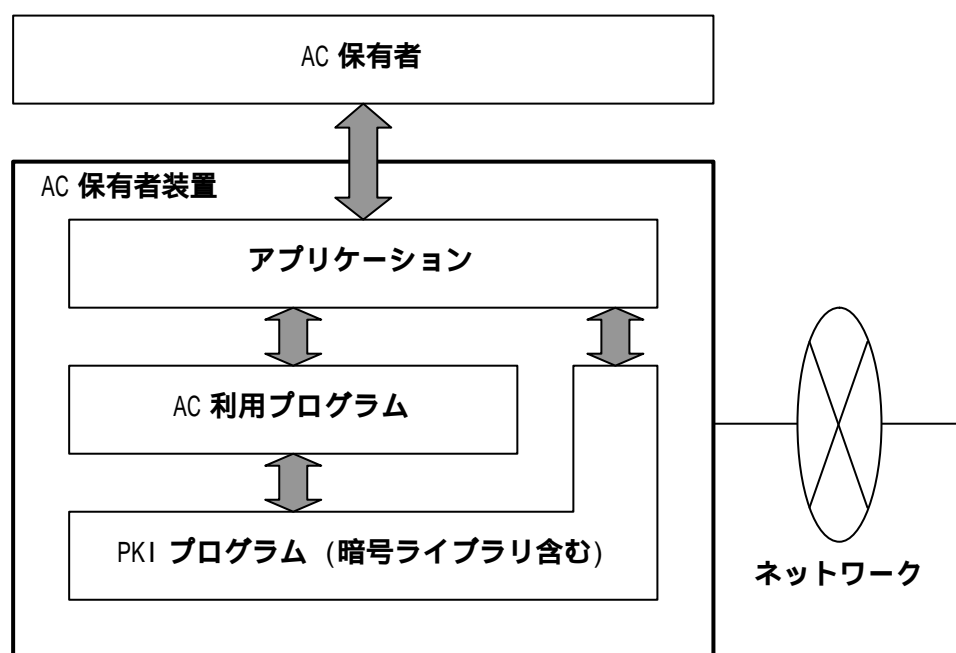 AC 保有者
AC 保有者装置
アプリケーション
AC 利用プログラム
PKI プログラム (暗号ライブラリ含む)
ネットワーク